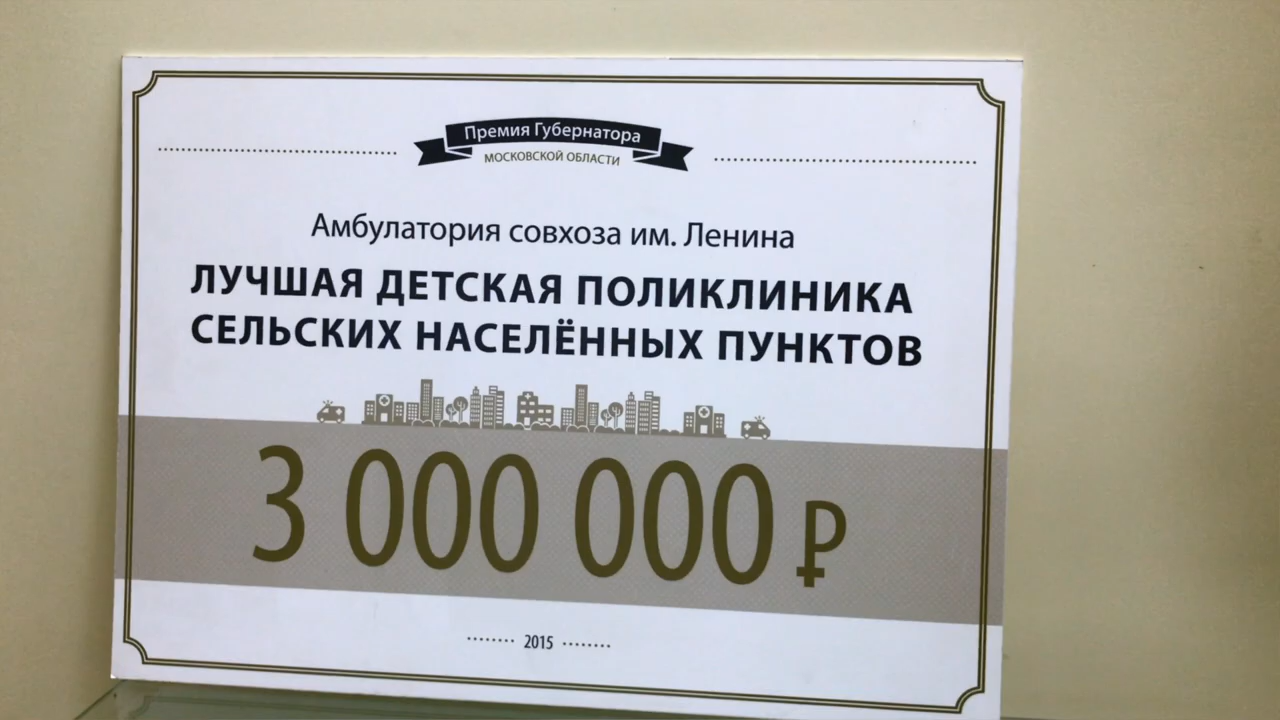 Премия Губернатора
МОСКОВСКОЙ ОБЛАСТИ
Амбулатория совхоза им. Ленина
ЛУЧШАЯ ДЕТСКАЯ ПОЛИКЛИНИКА
СЕЛЬСКИХ НАСЕЛЁННЫХ ПУНКТОВ
3 000 000 ₽
2015